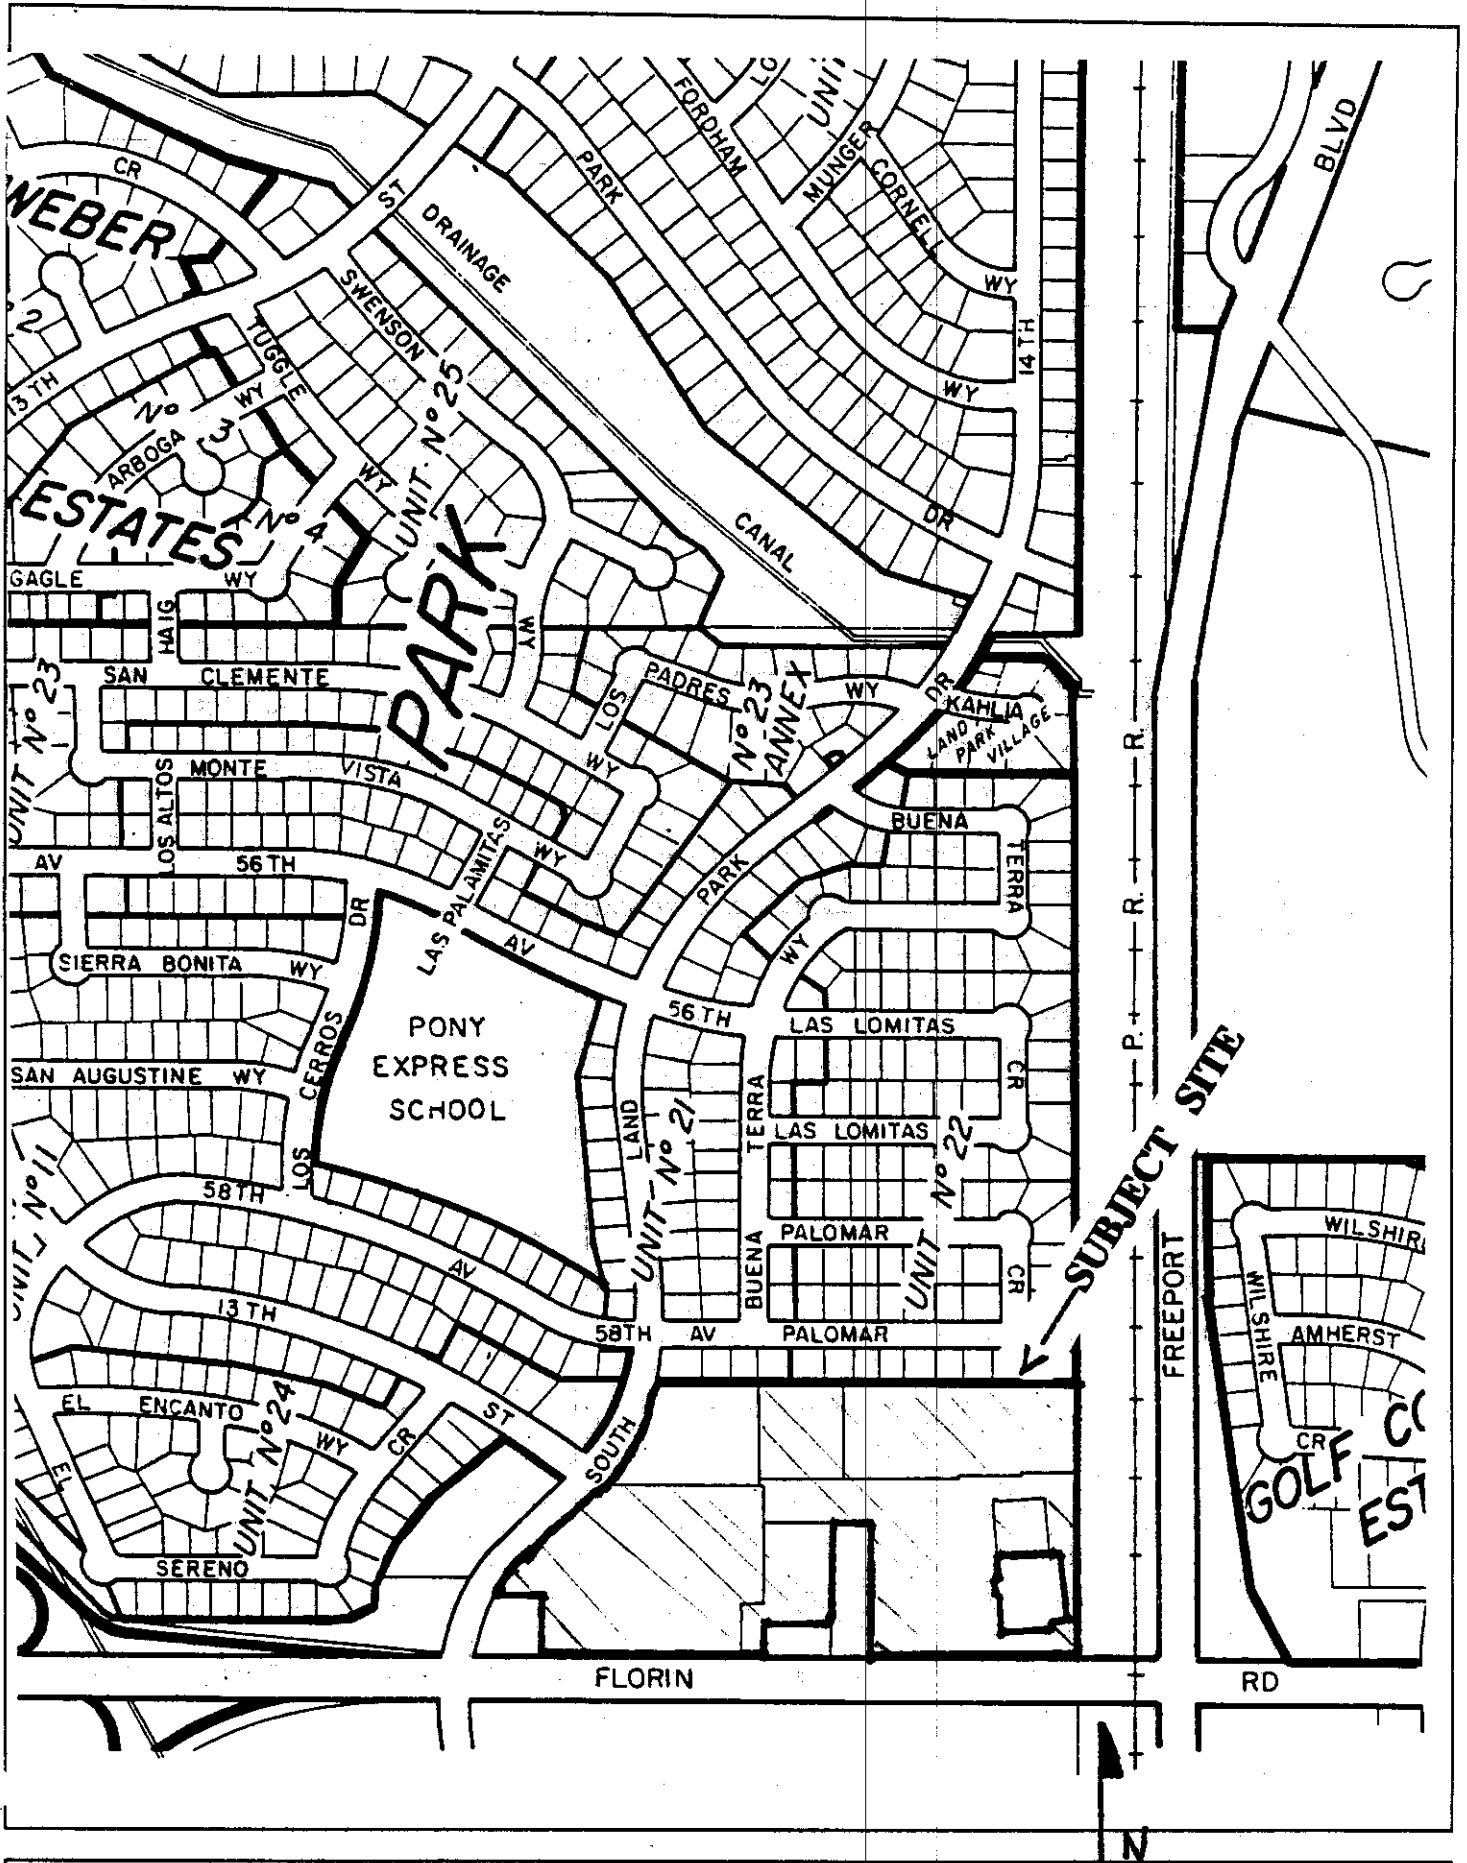 BLVD
FORDHAM
LO
UNIT
MUNGER
CORNELL
WY
14TH
WY
PARK
DR
CR
WEBER
ST
DRAINAGE
CANAL
SWENSON
TUGGLE
WY
WY
13TH
Nº
3
ARBOGA
ESTATES
Nº 4
UNIT Nº 25
PARK
GAGLE
WY
HAIG
WY
SAN CLEMENTE
UNIT Nº 23
LOS
PADRES
WY
Nº 23
ANNEX
DR
KAHLIA
LAND
PARK
VILLAGE
R.
MONTE VISTA
WY
LOS ALTOS
WY
BUENA
TERRA
AV
56TH
LAS PALAMITAS
PARK
DR
AV
WY
R.
SIERRA BONITA WY
56TH
LAS LOMITAS
CR
P.
PONY
EXPRESS
SCHOOL
CERROS
LOS
SAN AUGUSTINE WY
LAND
UNIT Nº 21
TERRA
BUENA
LAS LOMITAS
UNIT Nº 22
SUBJECT SITE
UNIT Nº 11
58TH
AV
PALOMAR
CR
FREEPORT
WILSHIRE
WILSHIRE
13TH
58TH AV PALOMAR
AMHERST
EL ENCANTO
WY
UNIT Nº 24
CR
ST
SOUTH
CR
GOLF
CO
EST
EL
SERENO
FLORIN RD
N